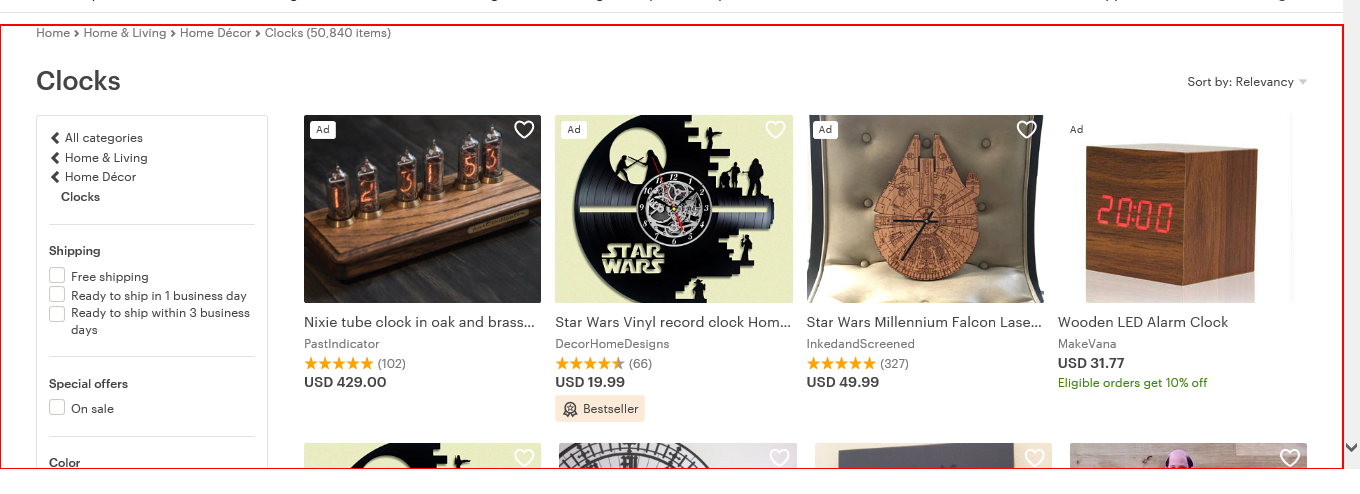 Home > Home & Living > Home Décor > Clocks (50,840 items)
Clocks
Sort by: Relevancy
All categories
Home & Living
Home Décor
Clocks
Shipping
Free shipping
Ready to ship in 1 business day
Ready to ship within 3 business
days
Special offers
On sale
Color
Ad
Nixie tube clock in oak and brass...
PastIndicator
(102)
USD 429.00
Ad
STAR
WARS
Star Wars Vinyl record clock Hom...
DecorHomeDesigns
(66)
USD 19.99
Bestseller
Ad
Star Wars Millennium Falcon Lase...
InkedandScreened
(327)
USD 49.99
Ad
20:00
Wooden LED Alarm Clock
MakeVana
USD 31.77
Eligible orders get 10% off